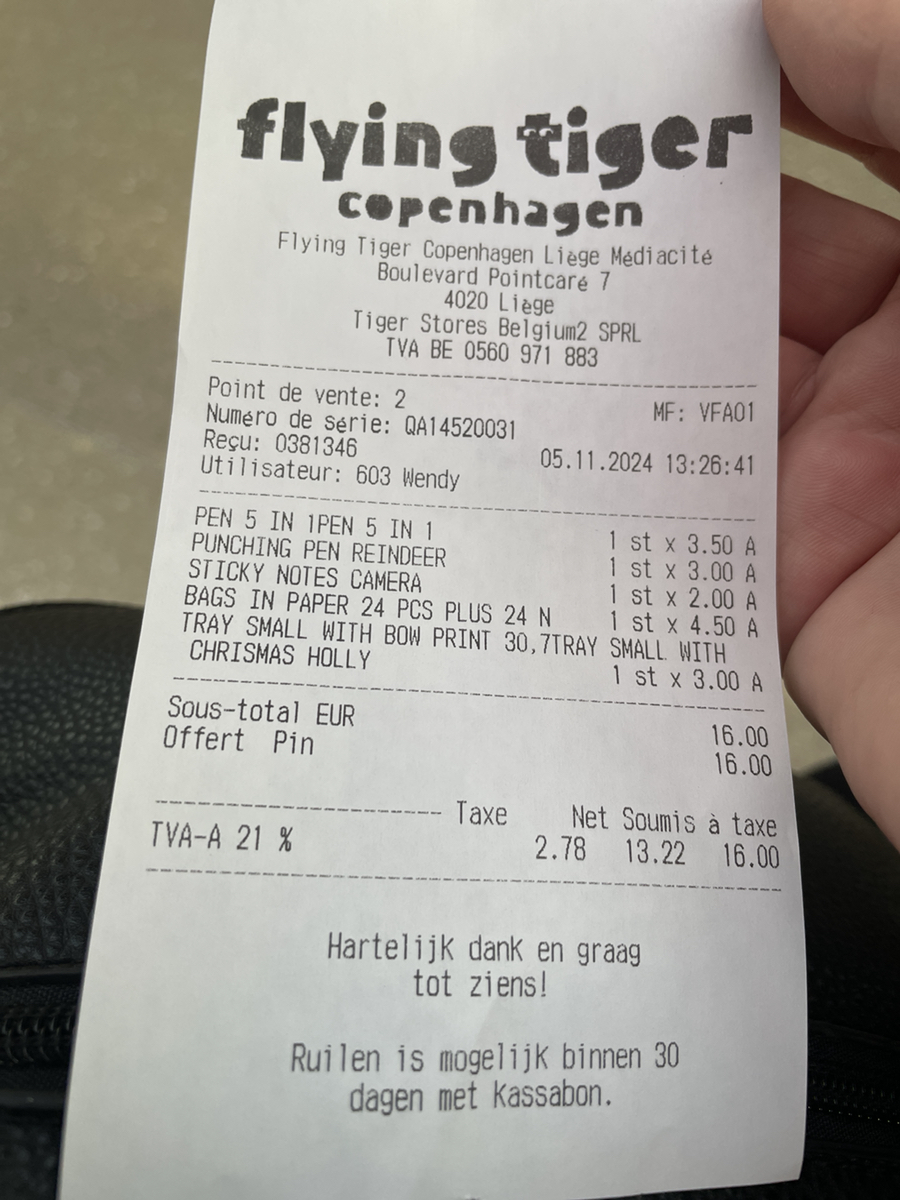 flying tiger
copenhagen
Flying Tiger Copenhagen Liège Médiacité
Boulevard Pointcaré 7
4020 Liège
Tiger Stores Belgium2 SPRL
TVA BE 0560 971 883
Point de vente: 2 MF: VFA01
Numéro de série: QA14520031
Reçu: 0381346 05.11.2024 13:26:41
Utilisateur: 603 Wendy
PEN 5 IN 1PEN 5 IN 1 1 st x 3.50 A
PUNCHING PEN REINDEER 1 st x 3.00 A
STICKY NOTES CAMERA 1 st x 2.00 A
BAGS IN PAPER 24 PCS PLUS 24 N 1 st x 4.50 A
TRAY SMALL WITH BOW PRINT 30,7TRAY SMALL WITH
CHRISMAS HOLLY 1 st x 3.00 A
Sous-total EUR 16.00
Offert Pin 16.00
Taxe Net Soumis à taxe
TVA-A 21 % 2.78 13.22 16.00
Hartelijk dank en graag
tot ziens!
Ruilen is mogelijk binnen 30
dagen met Kassabon.